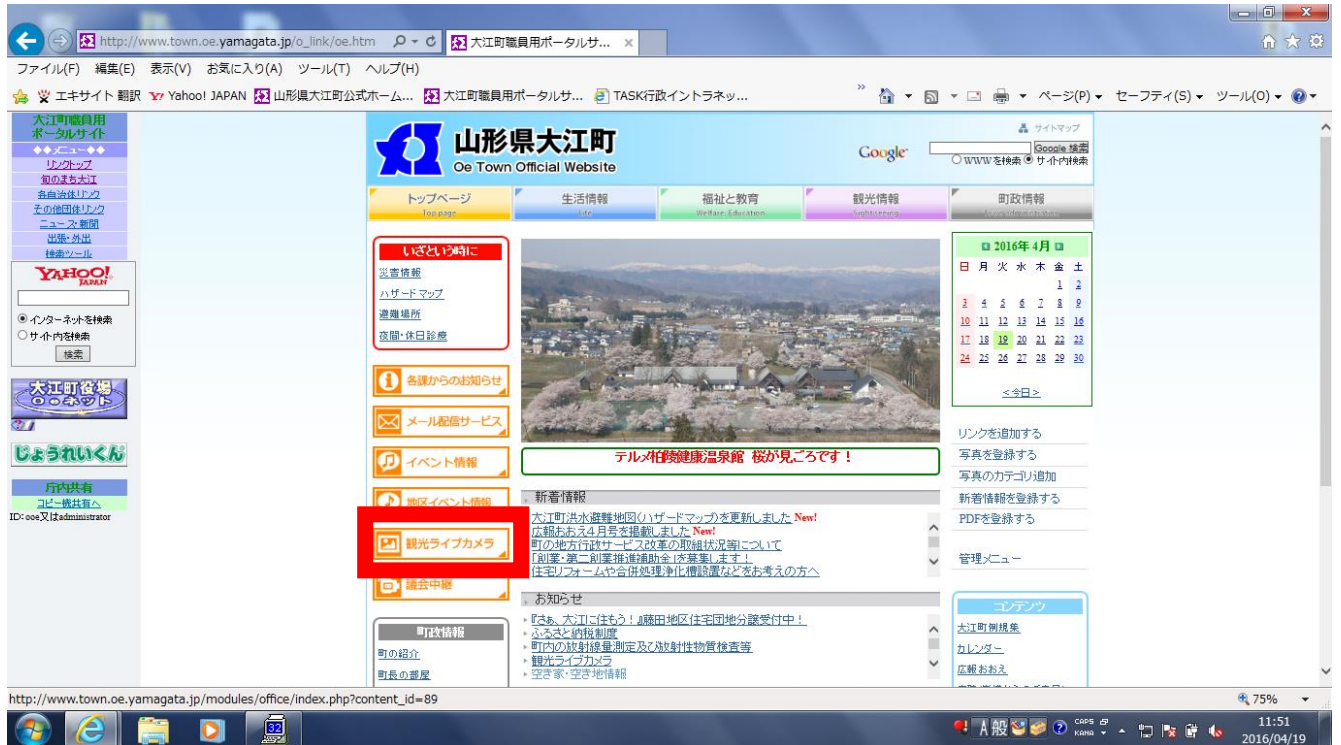 http://www.town.oe.yamagata.jp/o_link/oe.htm
大江町職員用ポータルサ... ×
ファイル(F) 編集(E) 表示(V) お気に入り(A) ツール(T) ヘルプ(H)
エキサイト 翻訳 Yahoo! JAPAN 山形県大江町公式ホーム... 大江町職員用ポータルサ... TASK行政イントラネッ...
ページ(P) セーフティ(S) ツール(O)
大江町職員用
ポータルサイト
◆◆メニュー◆◆
リンクトップ
旬のまち大江
各自治体リンク
その他団体リンク
ニュース・新聞
出張・外出
検索ツール
YAHOO!
JAPAN
インターネットを検索
サイト内を検索
検索
大江町役場
じょうれいくん
庁内共有
コピー機共有へ
ID:ooe又はadministrator
山形県大江町
Oe Town Official Website
サイトマップ
Google
Google 検索
WWW を検索 サイト内検索
トップページ
Top page
生活情報
Life
福祉と教育
Welfare, Education
観光情報
Sightseeing
町政情報
いざという時に
災害情報
ハザードマップ
避難場所
夜間・休日診療
各課からのお知らせ
メール配信サービス
イベント情報
地区イベント情報
観光ライブカメラ
議会中継
町政情報
町の紹介
町長の部屋
テルメ柏陵健康温泉館 桜が見ごろです！
新着情報
大江町洪水避難地図(ハザードマップ)を更新しました New!
広報おおえ4月号を掲載しました New!
町の地方行政サービス改革の取組状況等について
「創業・第二創業推進補助金」を募集します！
住宅リフォームや合併処理浄化槽設置などをお考えの方へ
お知らせ
『さあ、大江に住もう！』藤田地区住宅団地分譲受付中！
ふるさと納税制度
町内の放射線量測定及び放射性物質検査等
観光ライブカメラ
空き家・空き地情報
2016年 4月
日 月 火 水 木 金 土
1 2
3 4 5 6 7 8 9
10 11 12 13 14 15 16
17 18 19 20 21 22 23
24 25 26 27 28 29 30
<今日>
リンクを追加する
写真を登録する
写真のカテゴリ追加
新着情報を登録する
PDFを登録する
管理メニュー
コンテンツ
大江町例規集
カレンダー
広報おおえ
http://www.town.oe.yamagata.jp/modules/office/index.php?content_id=89
75%
A 般 CAPS
KANA
11:51
2016/04/19